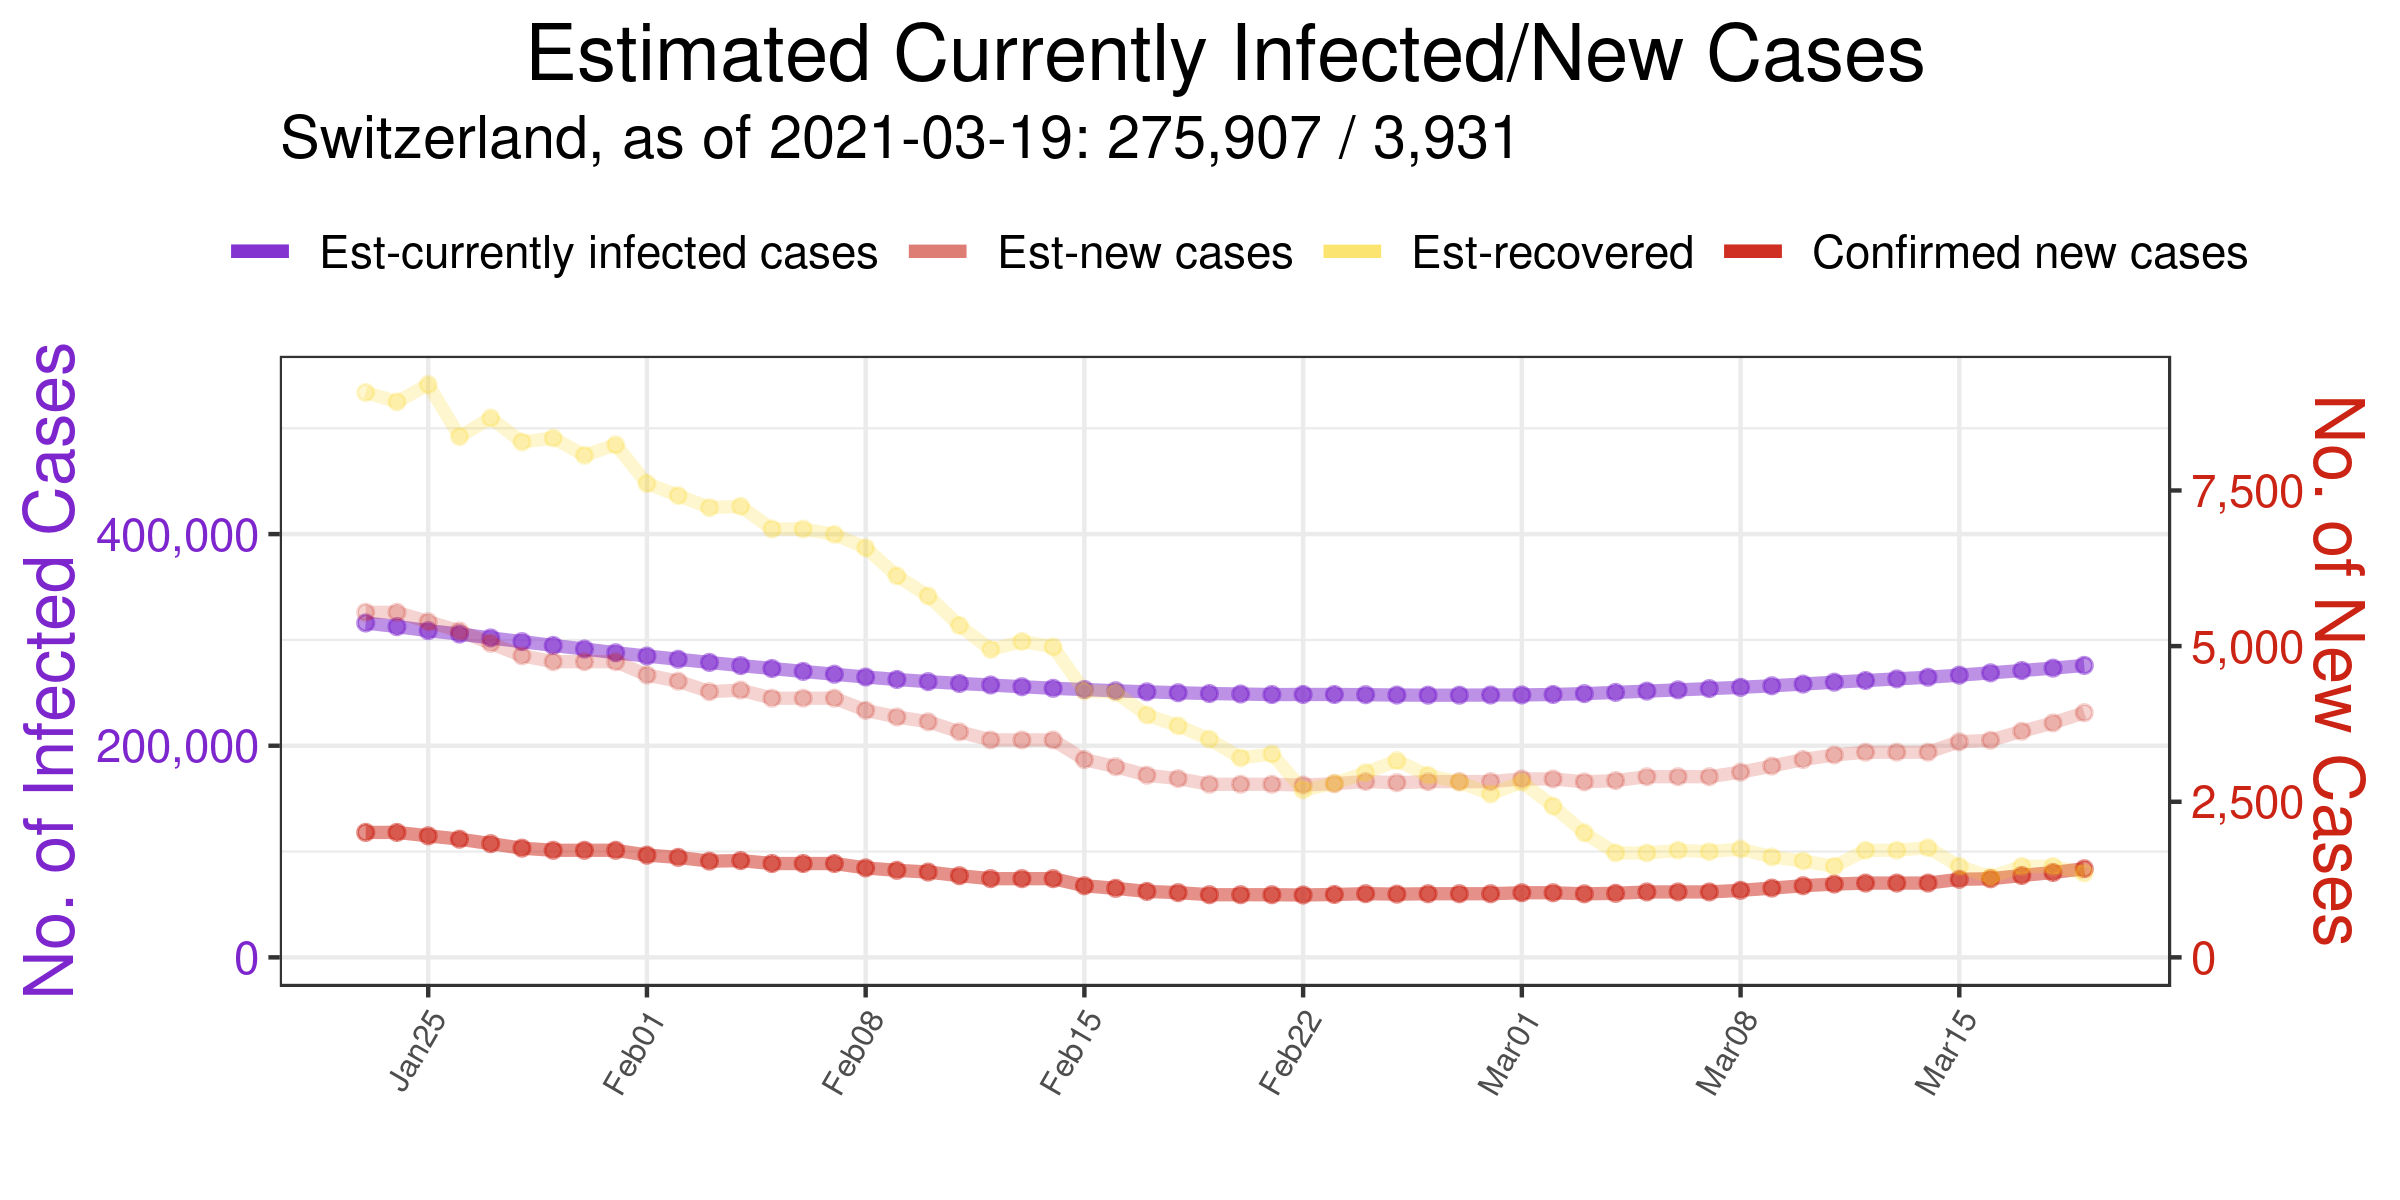 Estimated Currently Infected/New Cases
Switzerland, as of 2021-03-19: 275,907 / 3,931
Est-currently infected cases Est-new cases Est-recovered Confirmed new cases
No. of Infected Cases
400,000
200,000
0
7,500
5,000
2,500
0
No. of New Cases
Jan25 Feb01 Feb08 Feb15 Feb22 Mar01 Mar08 Mar15